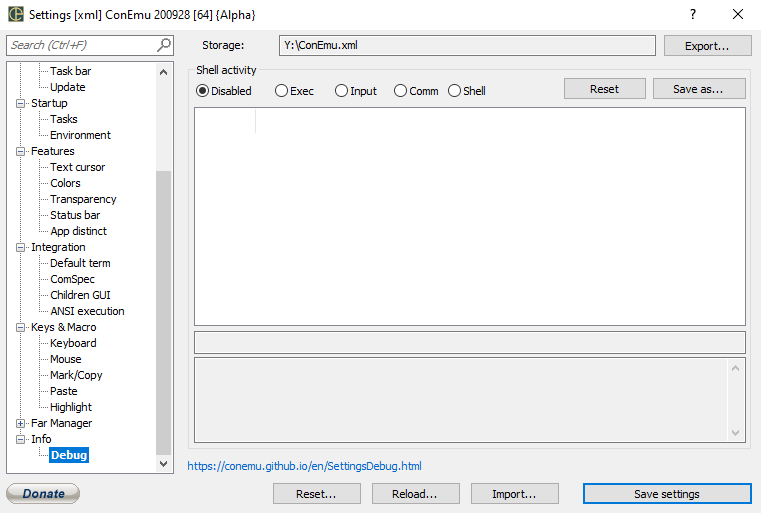 Settings [xml] ConEmu 200928 [64] {Alpha}
Search (Ctrl+F)
Storage:
Y:\ConEmu.xml
Export...
Task bar
Update
Startup
Tasks
Environment
Features
Text cursor
Colors
Transparency
Status bar
App distinct
Integration
Default term
ComSpec
Children GUI
ANSI execution
Keys & Macro
Keyboard
Mouse
Mark/Copy
Paste
Highlight
Far Manager
Info
Debug
Shell activity
Disabled
Exec
Input
Comm
Shell
Reset
Save as...
https://conemu.github.io/en/SettingsDebug.html
Donate
Reset...
Reload...
Import...
Save settings